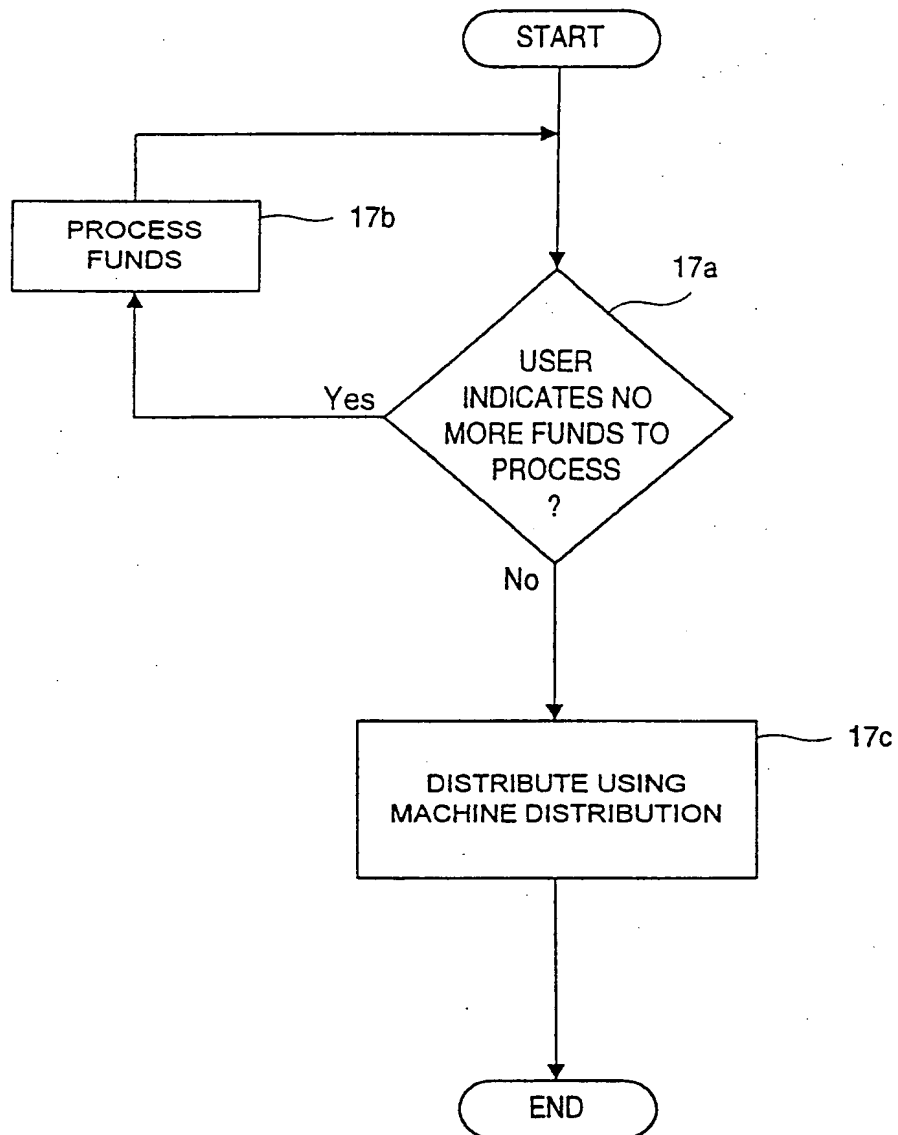 START
PROCESS
FUNDS
17b
17a
USER
INDICATES NO
MORE FUNDS TO
PROCESS
?
Yes
No
17c
DISTRIBUTE USING
MACHINE DISTRIBUTION
END